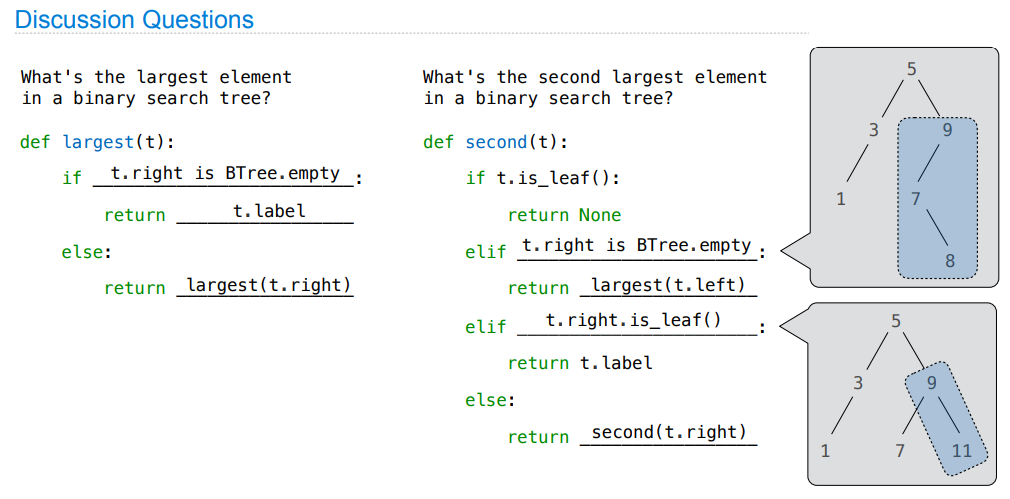 Discussion Questions
What's the largest element
in a binary search tree?
def largest(t):
if t.right is BTree.empty:
return t.label
else:
return largest(t.right)
What's the second largest element
in a binary search tree?
def second(t):
if t.is_leaf():
return None
elif t.right is BTree.empty:
return largest(t.left)
elif t.right.is_leaf():
return t.label
else:
return second(t.right)
5
3 9
1 7
8
5
3 9
1 7 11